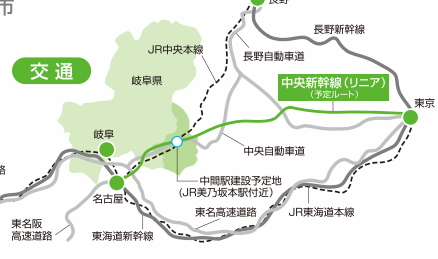 市
長野
長野新幹線
JR中央本線
長野自動車道
交通
岐阜県
中央新幹線(リニア)
(予定ルート)
東京
岐阜
中央自動車道
路
中間駅建設予定地
(JR美乃坂本駅付近)
名古屋
東名阪
高速道路
東名高速道路
JR東海道本線
東海道新幹線